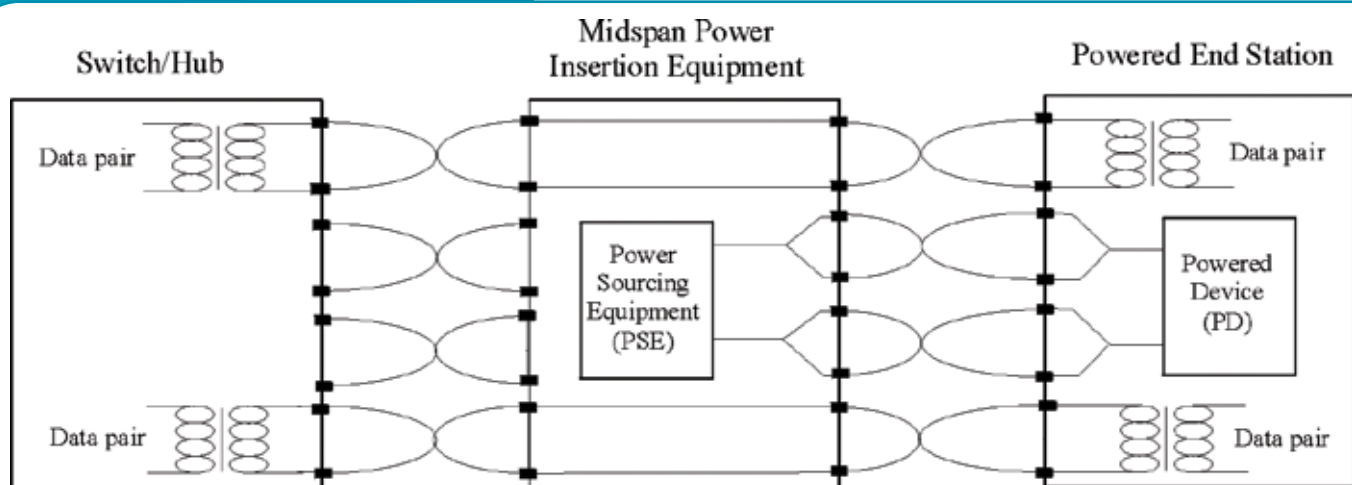 Midspan Power
Insertion Equipment
Switch/Hub
Powered End Station
Data pair
Data pair
Power
Sourcing
Equipment
(PSE)
Powered
Device
(PD)
Data pair
Data pair